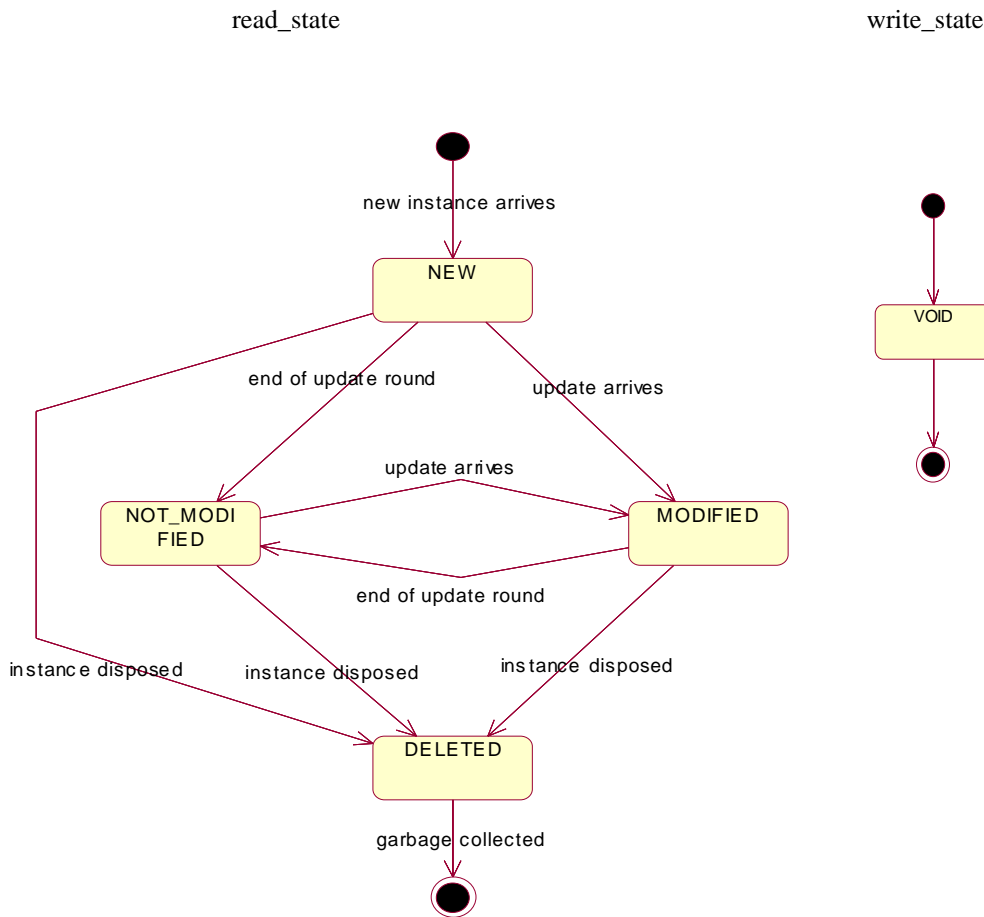 read_state
write_state
new instance arrives
NEW
VOID
end of update round
update arrives
update arrives
NOT_MODI
FIED
MODIFIED
end of update round
instance disposed
instance disposed
instance disposed
DELETED
garbage collected